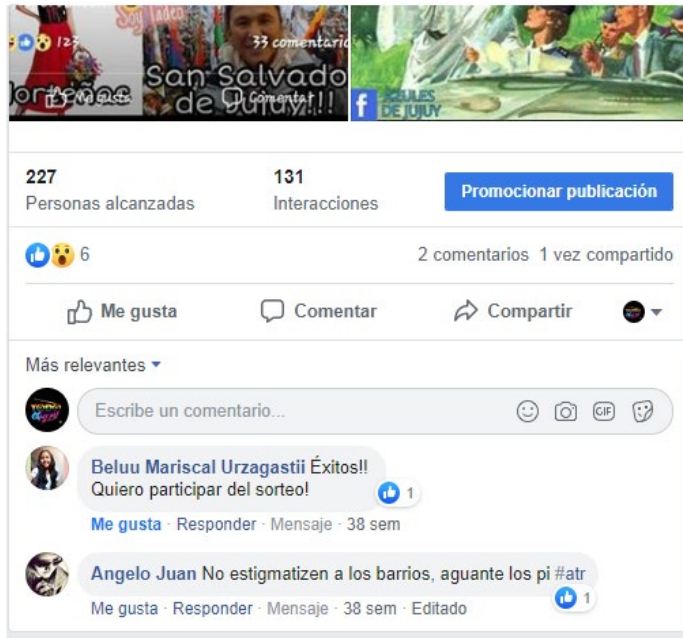 Soy Tadeo
123
33 comentario
Norteños
Me gusta
San Salvado
de Jujuy!!!
Comentar
AZULES
DE JUJUY
227
Personas alcanzadas
131
Interacciones
Promocionar publicación
6
2 comentarios 1 vez compartido
Me gusta
Comentar
Compartir
Más relevantes
Escribe un comentario...
GIF
Beluu Mariscal Urzagastii Éxitos!!
Quiero participar del sorteo!
1
Me gusta · Responder · Mensaje · 38 sem
Angelo Juan No estigmatizen a los barrios, aguante los pi #atr
1
Me gusta · Responder · Mensaje · 38 sem · Editado